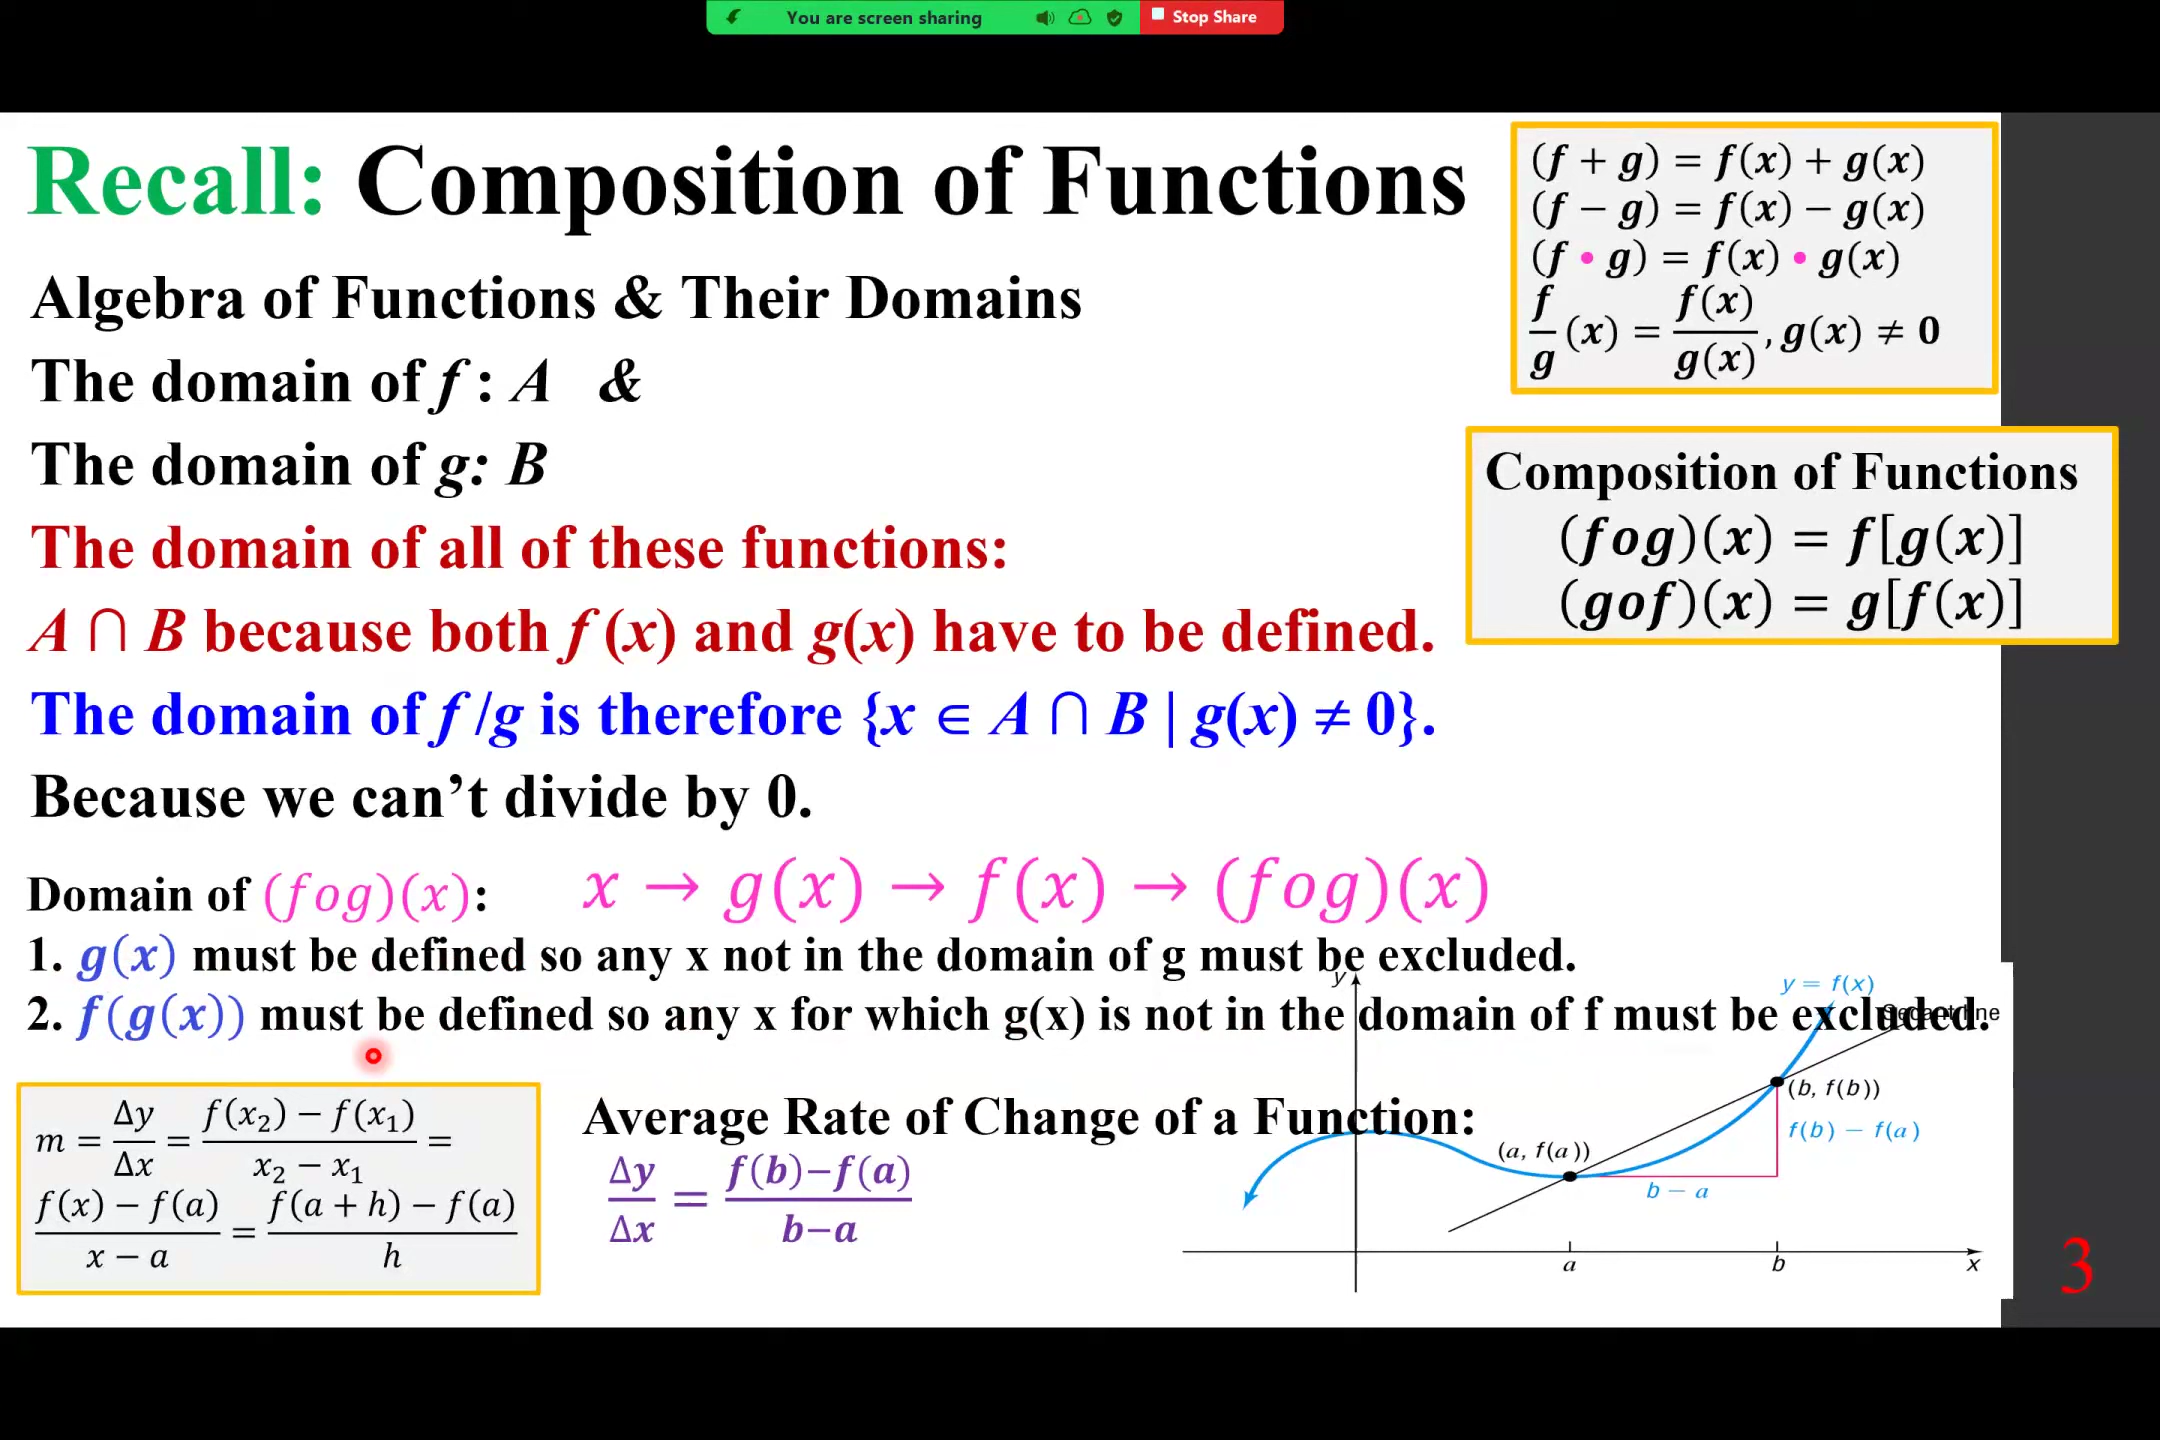 You are screen sharing
Stop Share
Recall: Composition of Functions
(f + g) = f(x) + g(x)
(f − g) = f(x) − g(x)
(f • g) = f(x) • g(x)
f/g (x) = f(x)/g(x), g(x) ≠ 0
Algebra of Functions & Their Domains
The domain of f : A &
The domain of g: B
The domain of all of these functions:
A ∩ B because both f (x) and g(x) have to be defined.
The domain of f /g is therefore {x ∈ A ∩ B | g(x) ≠ 0}.
Because we can’t divide by 0.
Composition of Functions
(fog)(x) = f[g(x)]
(gof)(x) = g[f(x)]
Domain of (fog)(x): x → g(x) → f(x) → (fog)(x)
1. g(x) must be defined so any x not in the domain of g must be excluded.
2. f(g(x)) must be defined so any x for which g(x) is not in the domain of f must be excluded.
m = Δy/Δx = f(x₂) − f(x₁)/x₂ − x₁ =
f(x) − f(a)/x − a = f(a + h) − f(a)/h
Average Rate of Change of a Function:
Δy/Δx = f(b)−f(a)/b−a
y
y = f(x)
Secant line
(b, f(b))
f(b) − f(a)
(a, f(a))
b − a
a
b
x
3